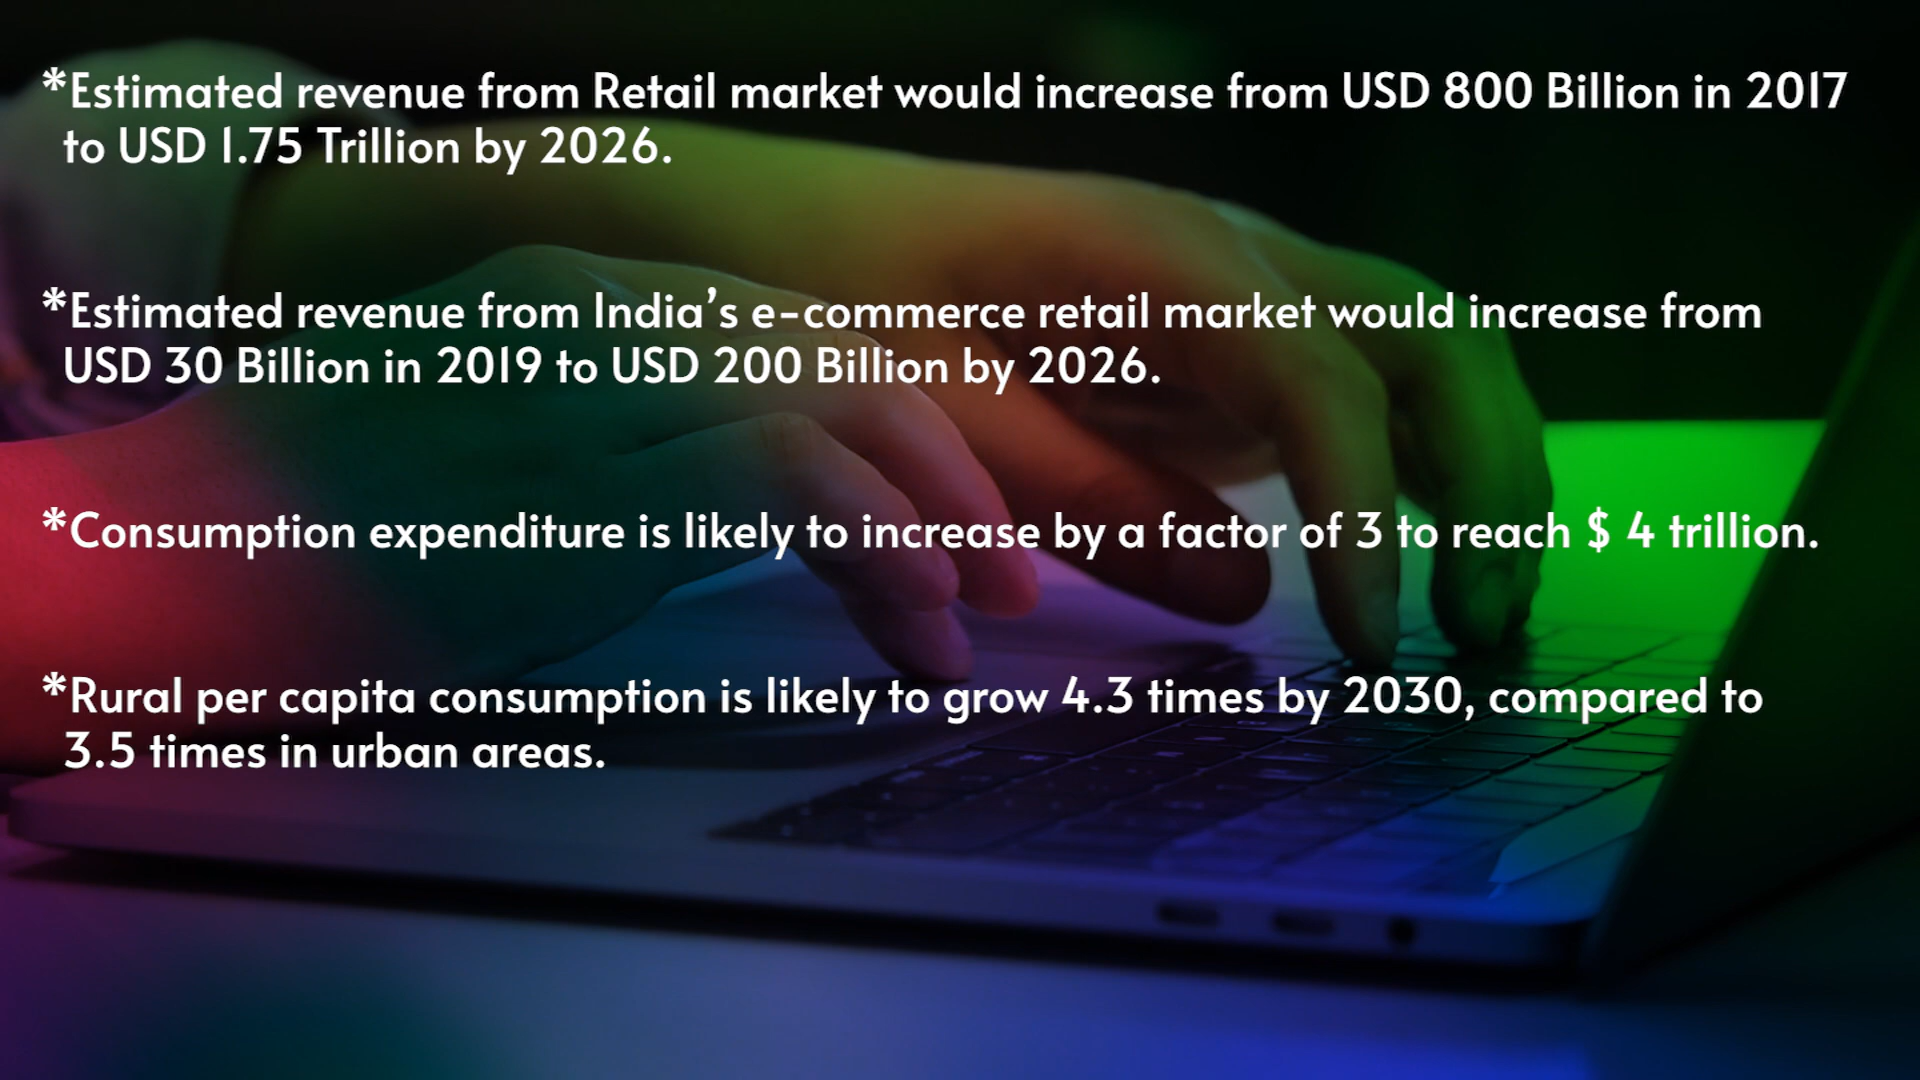 *Estimated revenue from Retail market would increase from USD 800 Billion in 2017
to USD 1.75 Trillion by 2026.
*Estimated revenue from India’s e-commerce retail market would increase from
USD 30 Billion in 2019 to USD 200 Billion by 2026.
*Consumption expenditure is likely to increase by a factor of 3 to reach $ 4 trillion.
*Rural per capita consumption is likely to grow 4.3 times by 2030, compared to
3.5 times in urban areas.